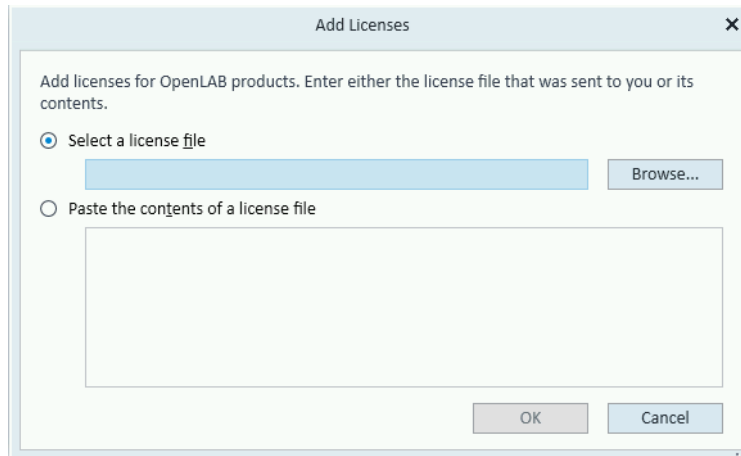 Add Licenses
Add licenses for OpenLAB products. Enter either the license file that was sent to you or its
contents.
Select a license file
Browse...
Paste the contents of a license file
OK
Cancel